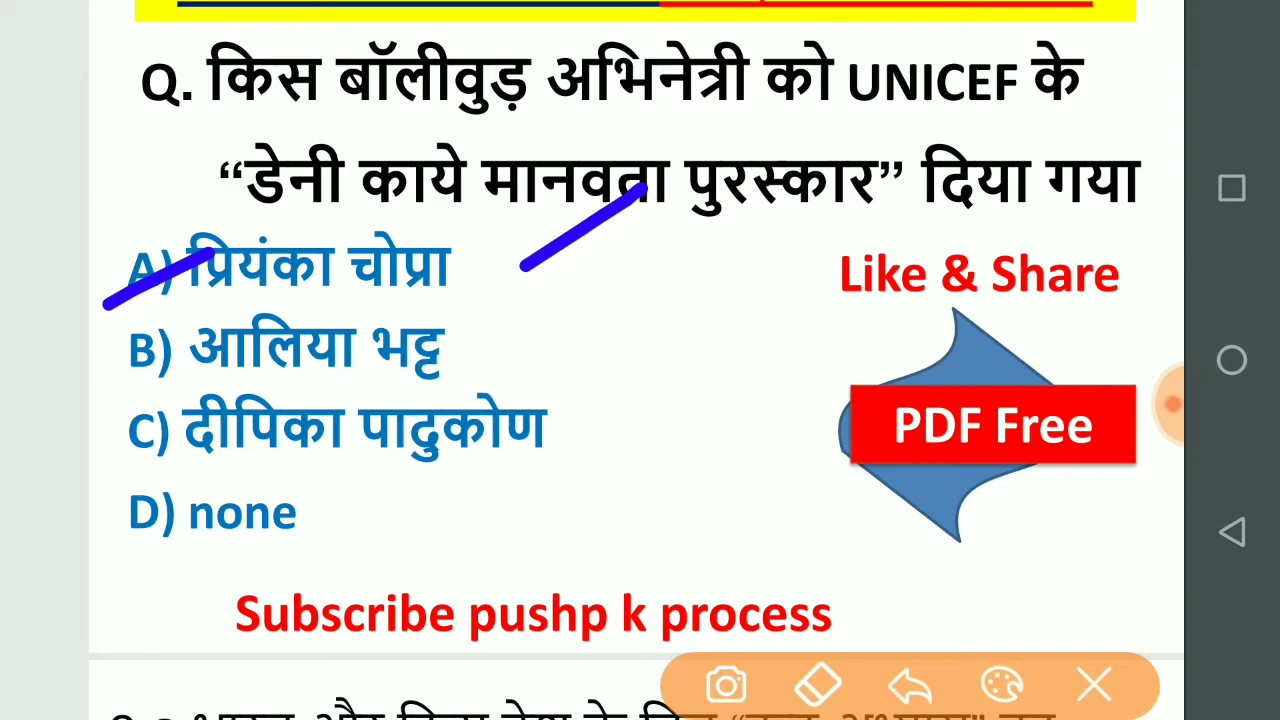 Q. किस बॉलीवुड़ अभिनेत्री को UNICEF के
“डेनी काये मानवता पुरस्कार” दिया गया
A) प्रियंका चोप्रा
Like & Share
B) आलिया भट्ट
PDF Free
C) दीपिका पादुकोण
D) none
Subscribe pushp k process